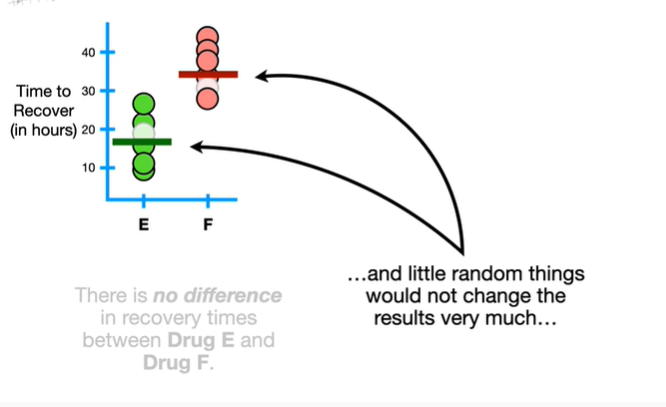 40
Time to 30
Recover
(in hours) 20
10
E F
There is no difference
in recovery times
between Drug E and
Drug F.
...and little random things
would not change the
results very much...